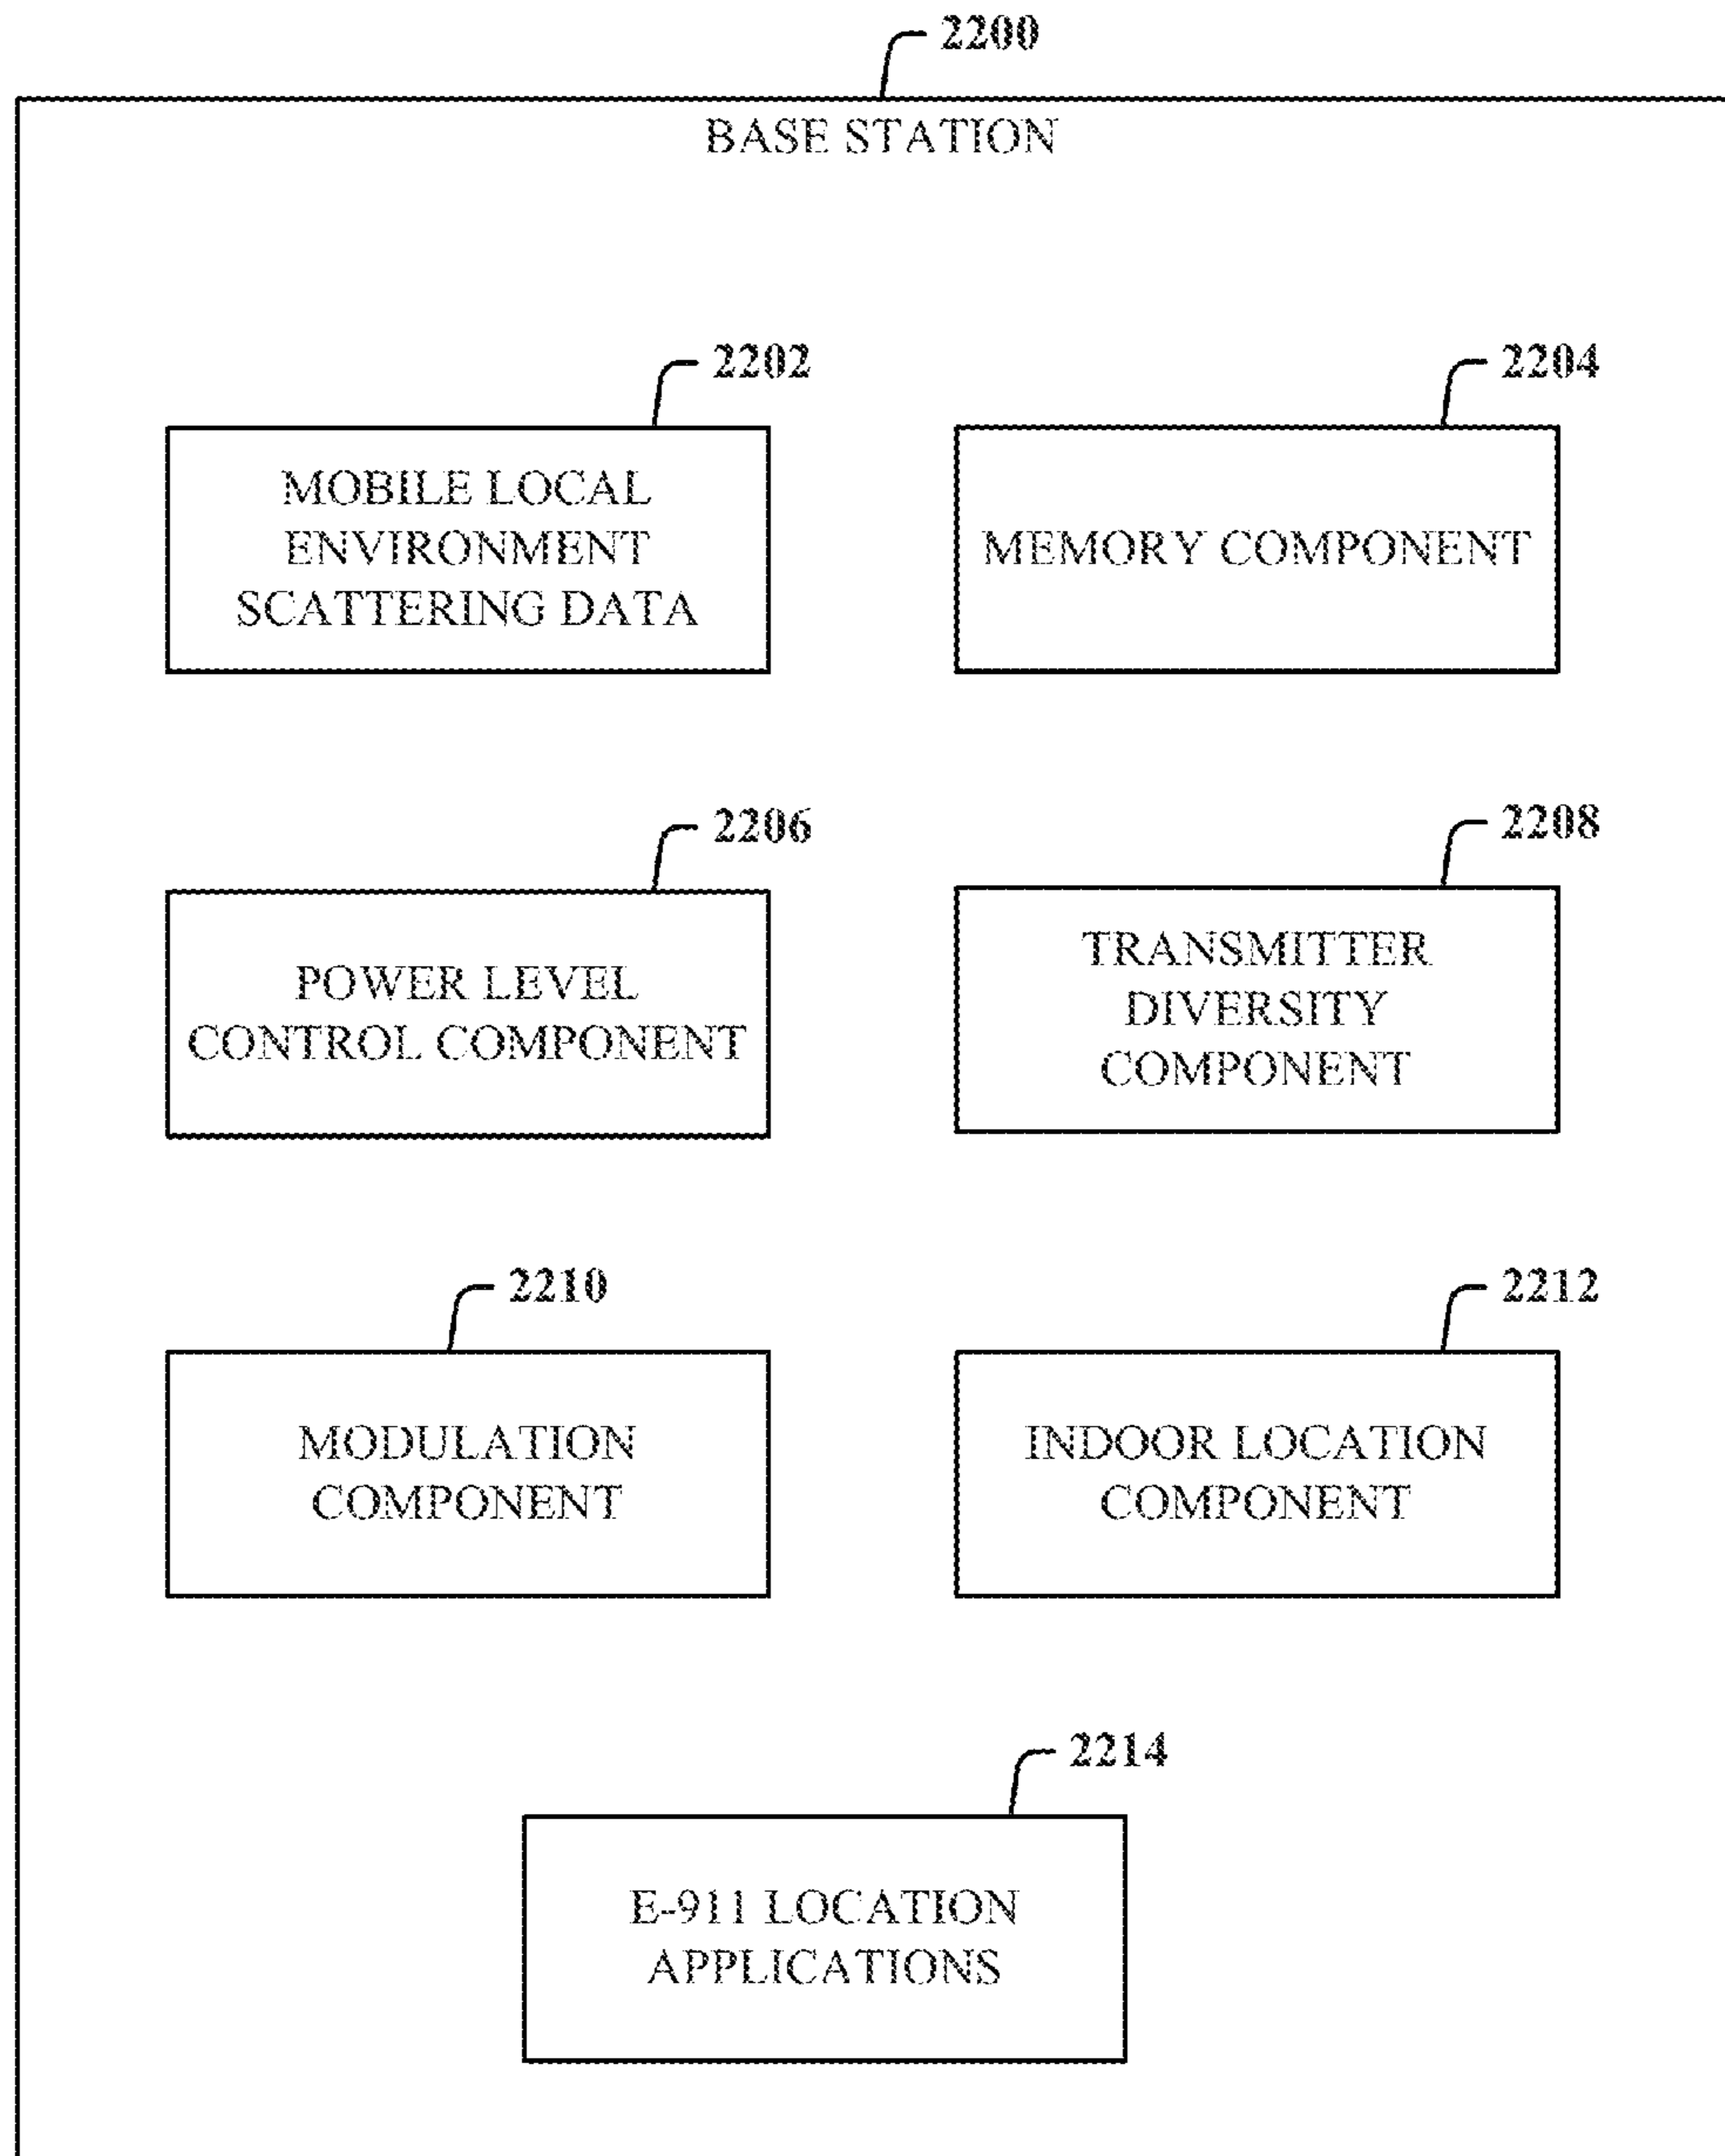 2200
BASE STATION
2202
MOBILE LOCAL
ENVIRONMENT
SCATTERING DATA
2204
MEMORY COMPONENT
2206
POWER LEVEL
CONTROL COMPONENT
2208
TRANSMITTER
DIVERSITY
COMPONENT
2210
MODULATION
COMPONENT
2212
INDOOR LOCATION
COMPONENT
2214
E-911 LOCATION
APPLICATIONS